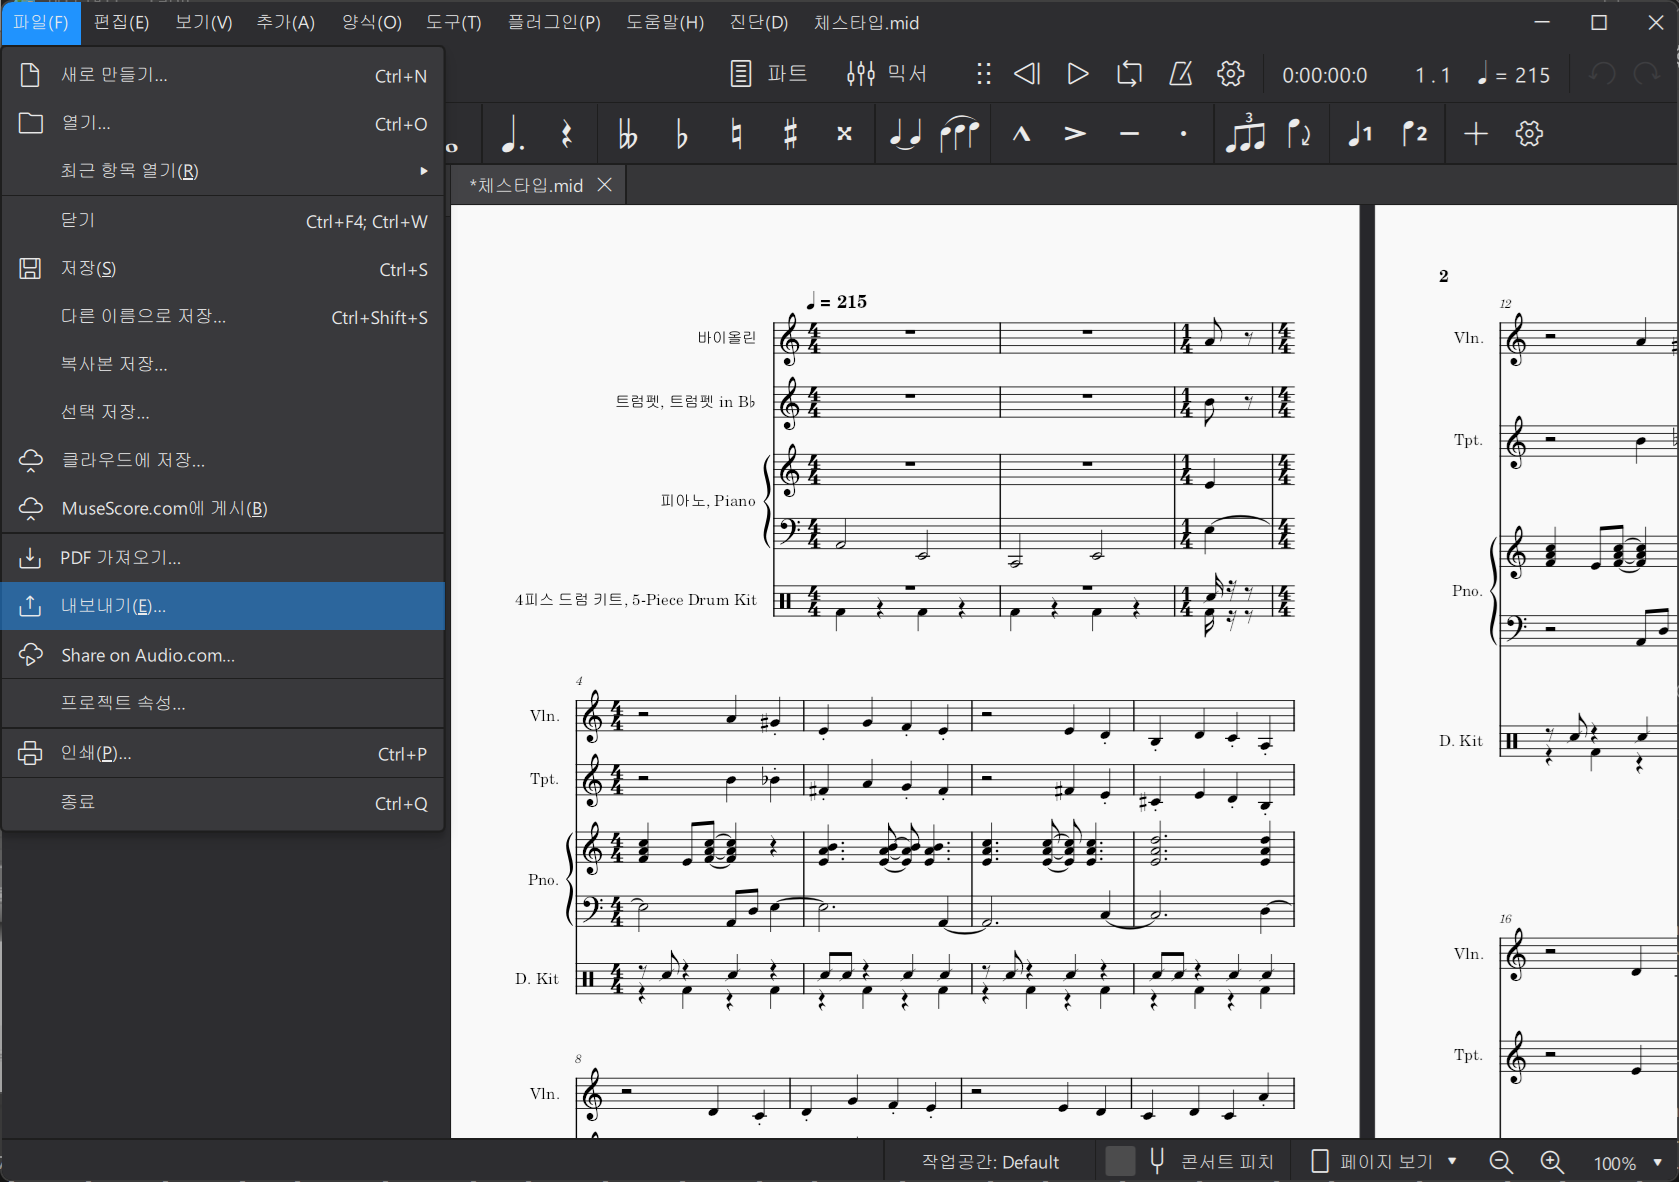 파일(F) 편집(E) 보기(V) 추가(A) 양식(O) 도구(T) 플러그인(P) 도움말(H) 진단(D) 체스타입.mid
새로 만들기... Ctrl+N
열기... Ctrl+O
최근 항목 열기(R)
닫기 Ctrl+F4; Ctrl+W
저장(S) Ctrl+S
다른 이름으로 저장... Ctrl+Shift+S
복사본 저장...
선택 저장...
클라우드에 저장...
MuseScore.com에 게시(B)
PDF 가져오기...
내보내기(E)...
Share on Audio.com...
프로젝트 속성...
인쇄(P)... Ctrl+P
종료 Ctrl+Q
파트 믹서 0:00:00:0 1 . 1 = 215
3 1 2
*체스타입.mid
= 215
바이올린
트럼펫, 트럼펫 in B♭
피아노, Piano
4피스 드럼 키트, 5-Piece Drum Kit
4
Vln.
Tpt.
Pno.
D. Kit
8
Vln.
2
12
Vln.
Tpt.
Pno.
D. Kit
16
Vln.
Tpt.
작업공간: Default 콘서트 피치 페이지 보기 100%